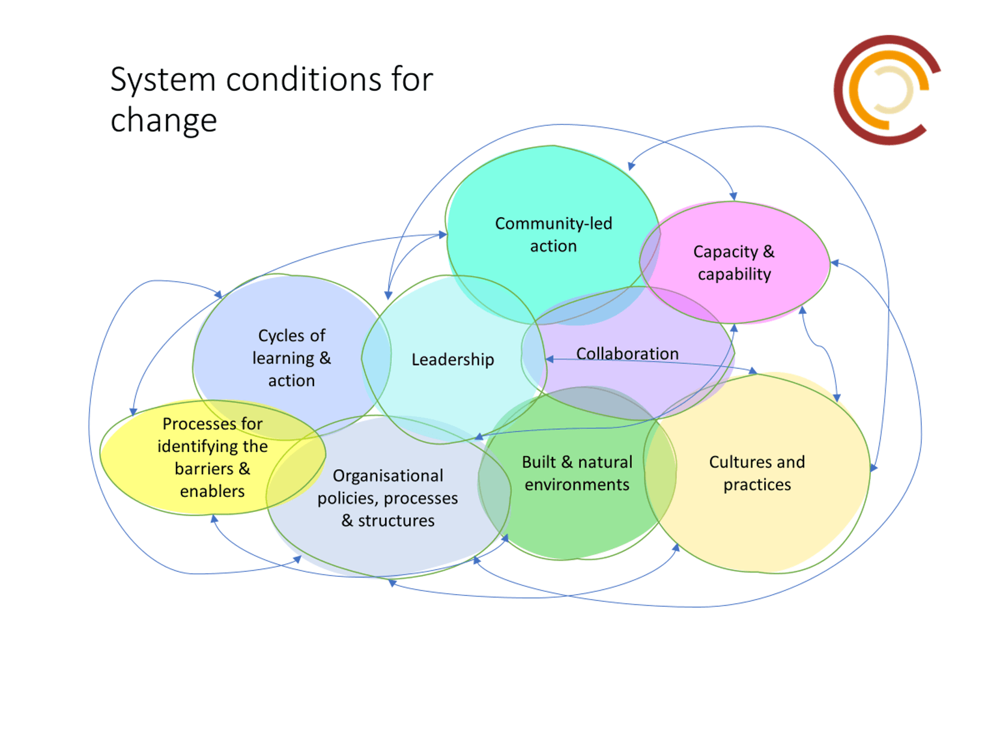 System conditions for
change
Community-led
action
Capacity &
capability
Cycles of
learning &
action
Leadership
Collaboration
Processes for
identifying the
barriers &
enablers
Organisational
policies, processes
& structures
Built & natural
environments
Cultures and
practices